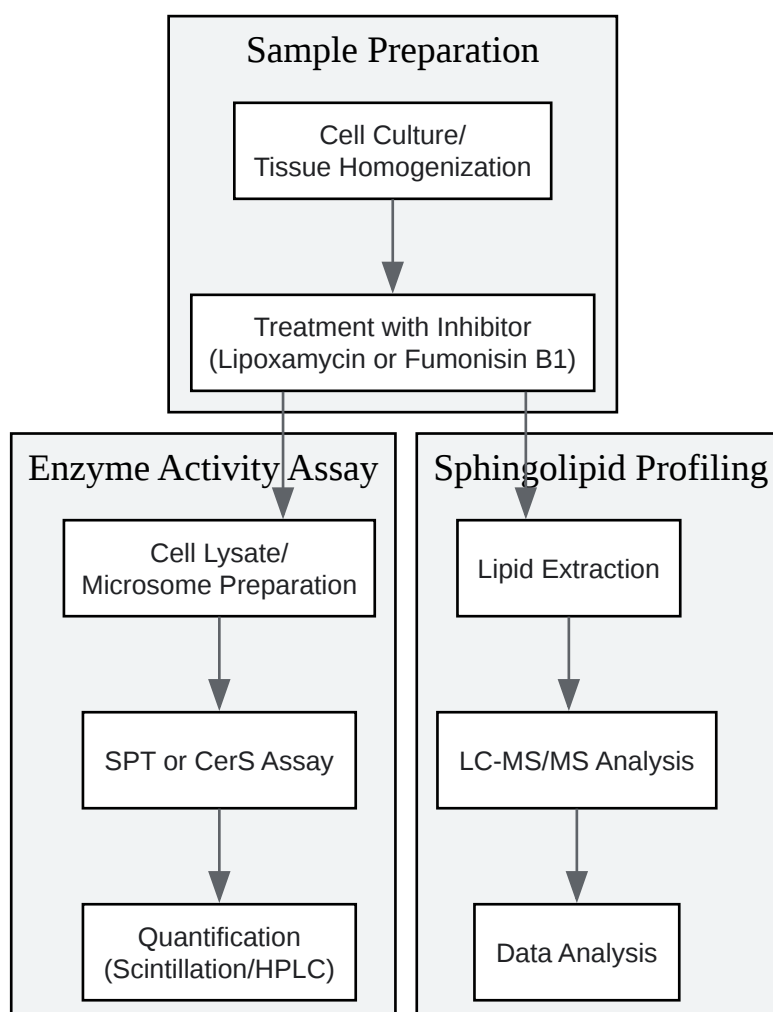 Sample Preparation
Cell Culture/
Tissue Homogenization
Treatment with Inhibitor
(Lipoxamycin or Fumonisin B1)
Enzyme Activity Assay
Cell Lysate/
Microsome Preparation
SPT or CerS Assay
Quantification
(Scintillation/HPLC)
Sphingolipid Profiling
Lipid Extraction
LC-MS/MS Analysis
Data Analysis